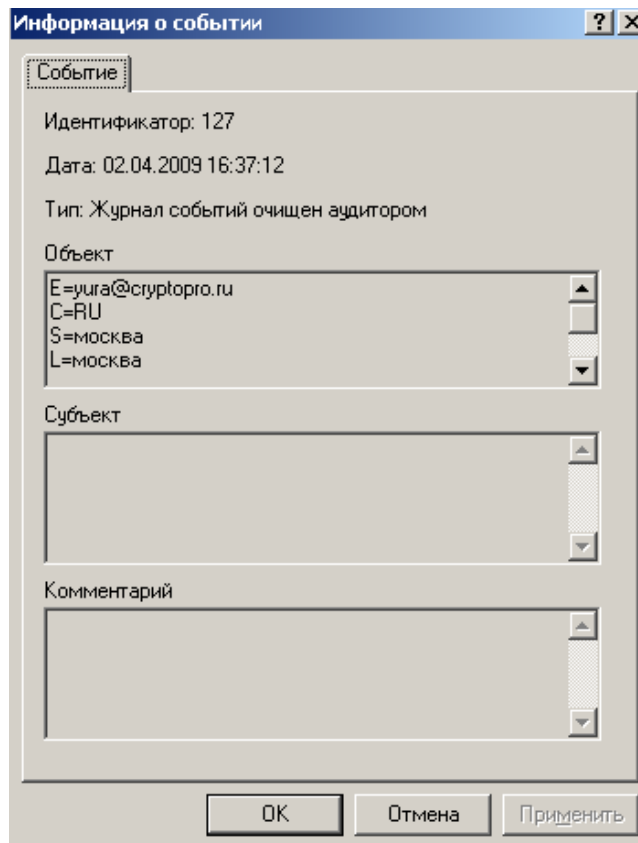 Информация о событии
Событие
Идентификатор: 127
Дата: 02.04.2009 16:37:12
Тип: Журнал событий очищен аудитором
Объект
E=yura@cryptopro.ru
C=RU
S=москва
L=москва
Субъект
Комментарий
OK Отмена Применить